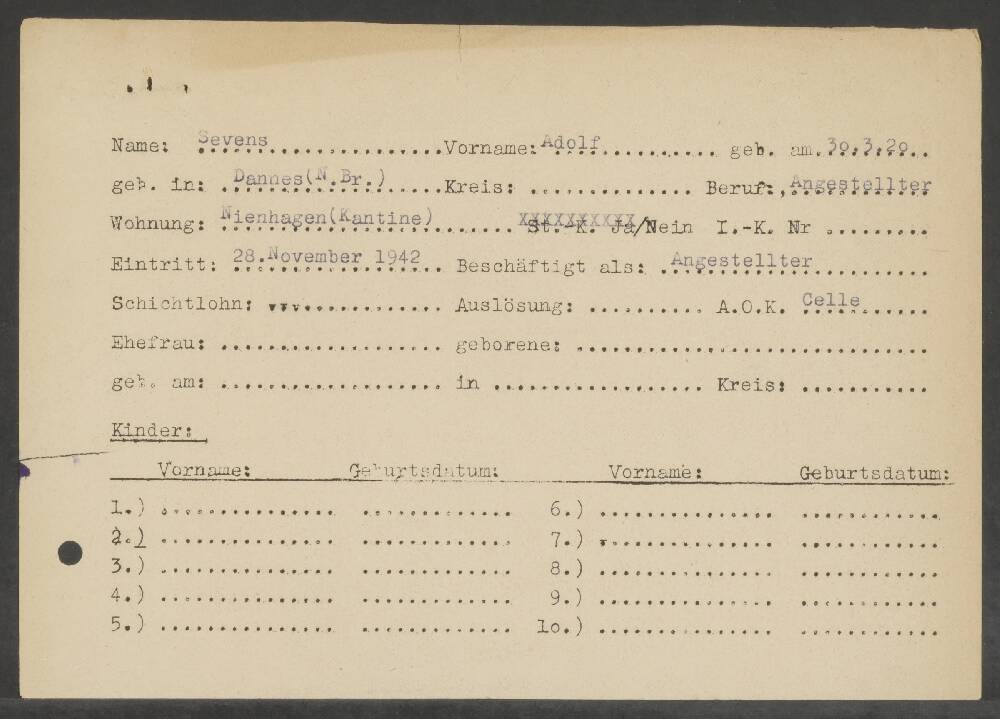 Name: Sevens Vorname: Adolf geb. am. 30.3.20
geb. in: Dannes(N.Br.) Kreis: Beruf: Angestellter
Wohnung: Nienhagen(Kantine) St.-K. Ja/Nein I.-K. Nr
Eintritt: 28.November 1942 Beschäftigt als: Angestellter
Schichtlohn: Auslösung: A.O.K. Celle
Ehefrau: geborene:
geb. am: in Kreis:
Kinder:
Vorname: Geburtsdatum: Vorname: Geburtsdatum:
1.) 6.)
2.) 7.)
3.) 8.)
4.) 9.)
5.) 10.)